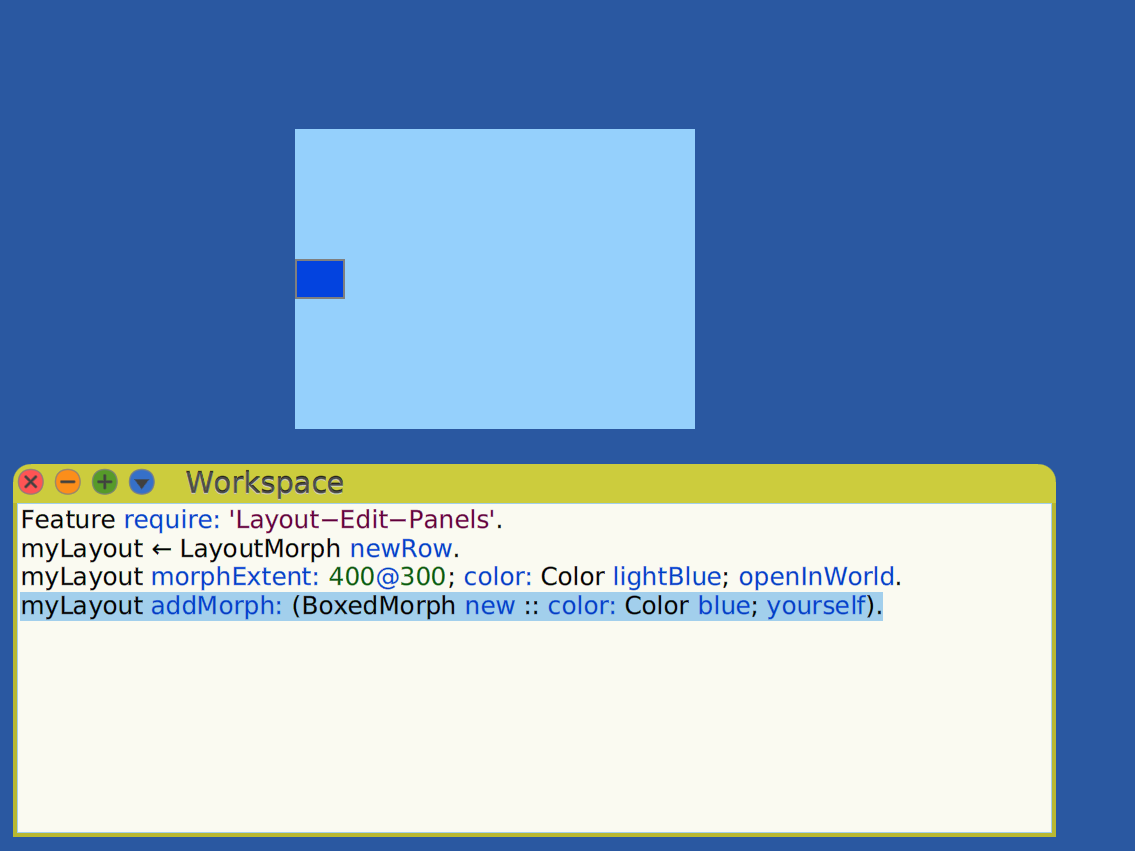 Workspace
Feature require: 'Layout−Edit−Panels'.
myLayout ← LayoutMorph newRow.
myLayout morphExtent: 400@300; color: Color lightBlue; openInWorld.
myLayout addMorph: (BoxedMorph new :: color: Color blue; yourself).